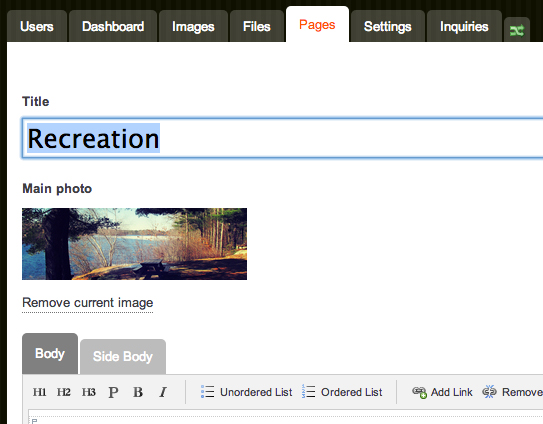 Users Dashboard Images Files Pages Settings Inquiries
Title
Recreation
Main photo
Remove current image
Body Side Body
H1 H2 H3 P B I Unordered List Ordered List Add Link Remove
P